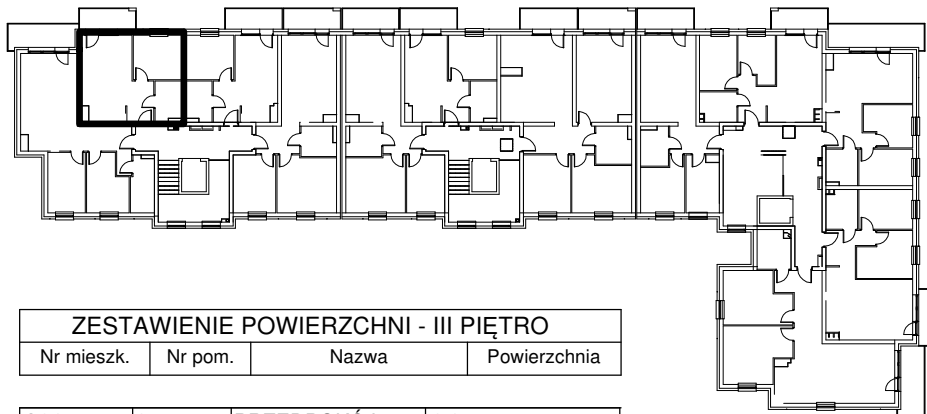 ZESTAWIENIE POWIERZCHNI - III PIĘTRO
Nr mieszk. Nr pom. Nazwa Powierzchnia